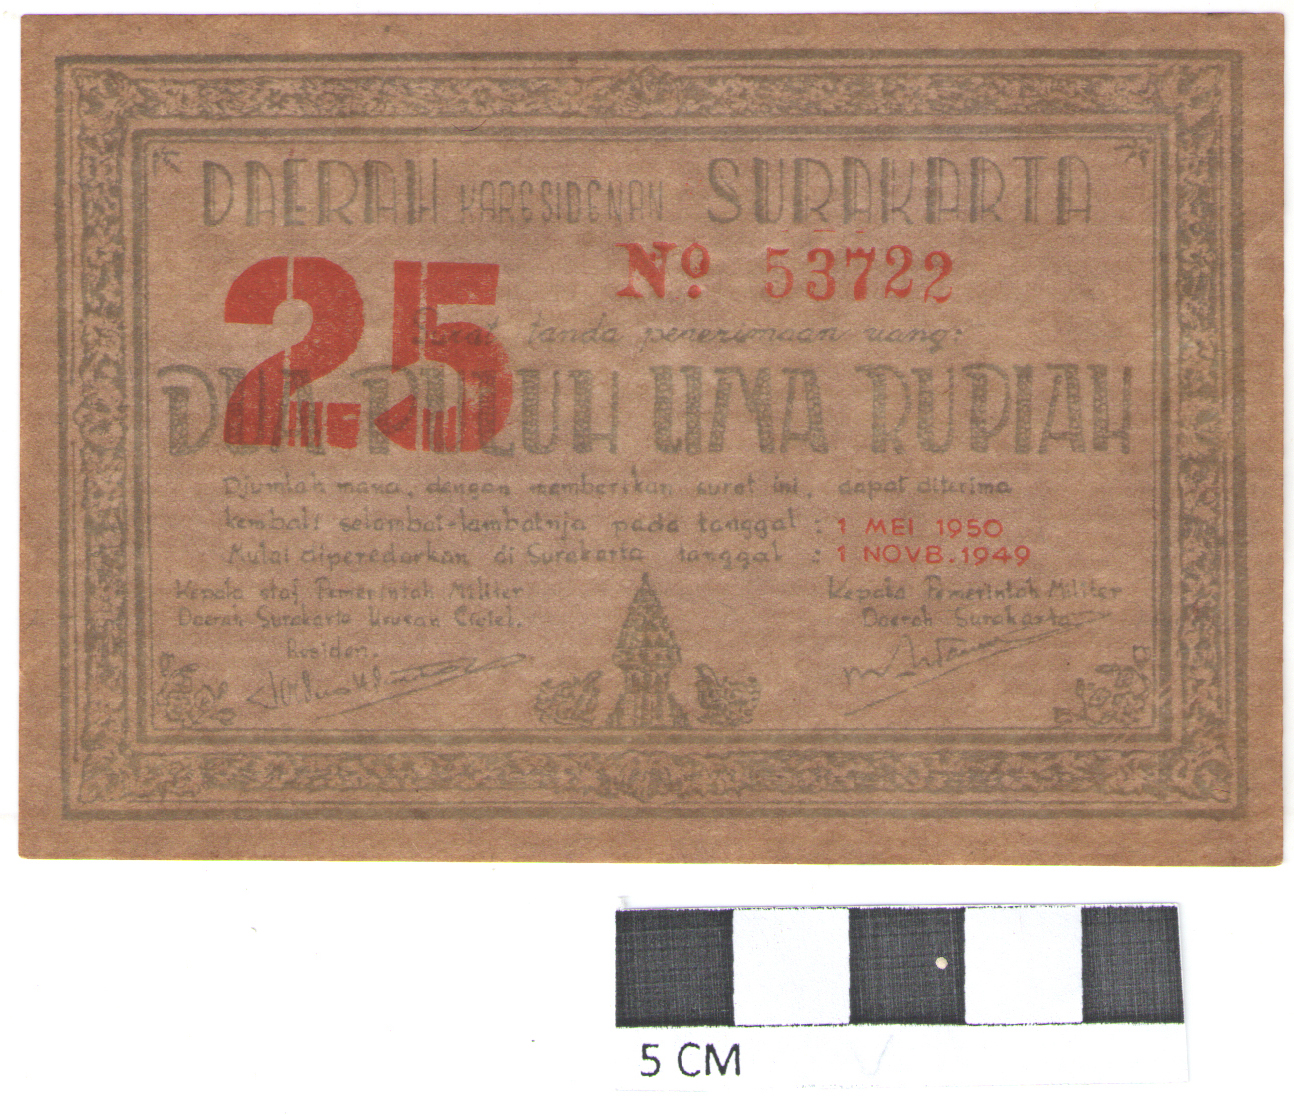 DAERAH KARESIDENAN SURAKARTA
25
No. 53722
Surat tanda penerimaan uang:
DUA PULUH LIMA RUPIAH
Djumlah mana, dengan memberikan surat ini, dapat diterima
kembali selambat-lambatnja pada tanggal : 1 MEI 1950
Mulai diperedarkan di Surakarta tanggal : 1 NOVB. 1949
Kepala staf Pemerintah Militer
Daerah Surakarta Urusan Civiel.
Residen.
Kepala Pemerintah Militer
Daerah Surakarta.
5 CM